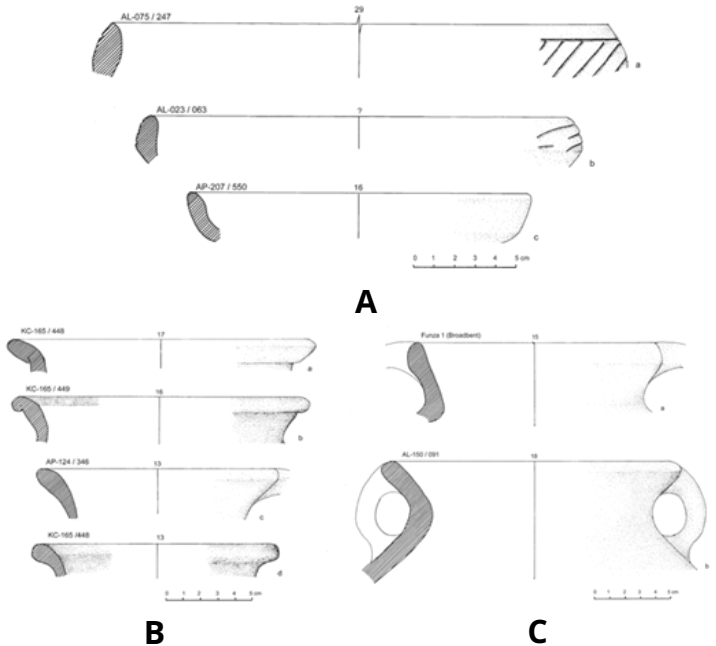 AL-075 / 247
29
a
AL-023 / 063
?
b
AP-207 / 550
16
c
0 1 2 3 4 5 cm
A
KC-165 / 448
17
a
KC-165 / 449
16
b
AP-124 / 346
13
c
KC-165 /448
13
d
0 1 2 3 4 5 cm
B
Funza 1 (Broadbent)
15
a
AL-150 / 091
18
b
0 1 2 3 4 5 cm
C